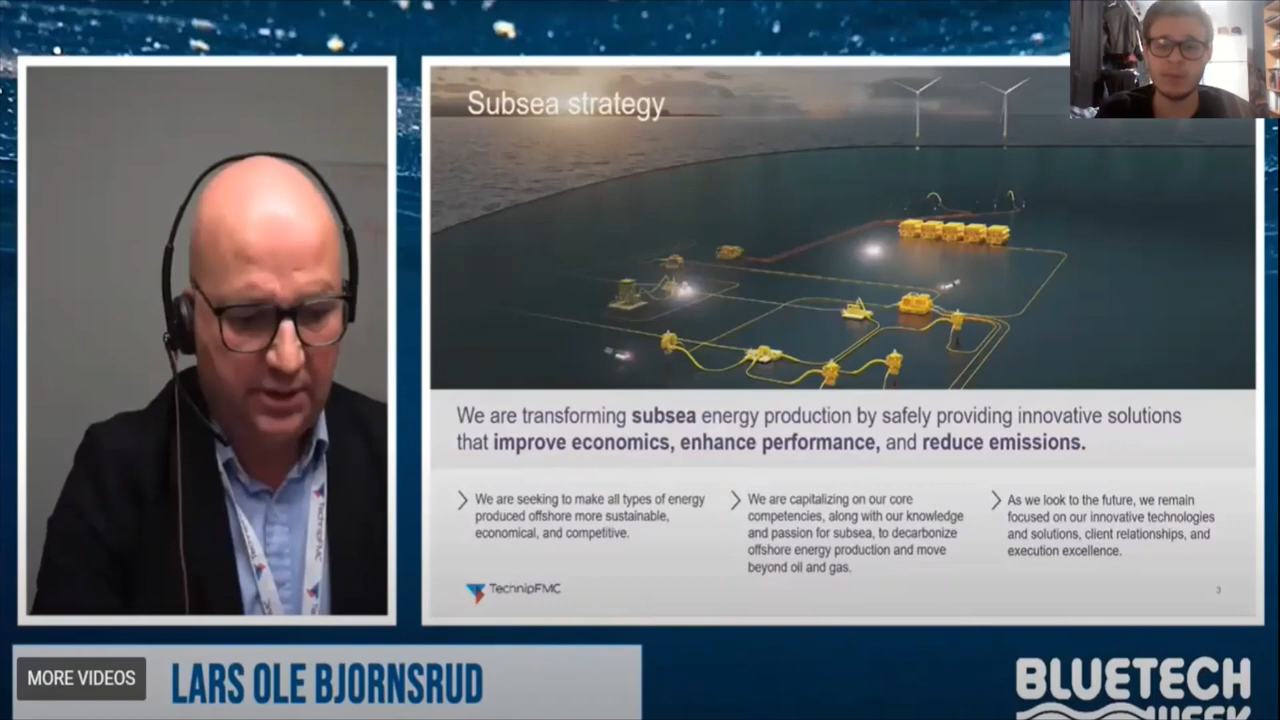 Subsea strategy
We are transforming subsea energy production by safely providing innovative solutions
that improve economics, enhance performance, and reduce emissions.
We are seeking to make all types of energy
produced offshore more sustainable,
economical, and competitive.
We are capitalizing on our core
competencies, along with our knowledge
and passion for subsea, to decarbonize
offshore energy production and move
beyond oil and gas.
As we look to the future, we remain
focused on our innovative technologies
and solutions, client relationships, and
execution excellence.
TechnipFMC
3
TechnipFMC
MORE VIDEOS
LARS OLE BJORNSRUD
BLUETECH
WEEK